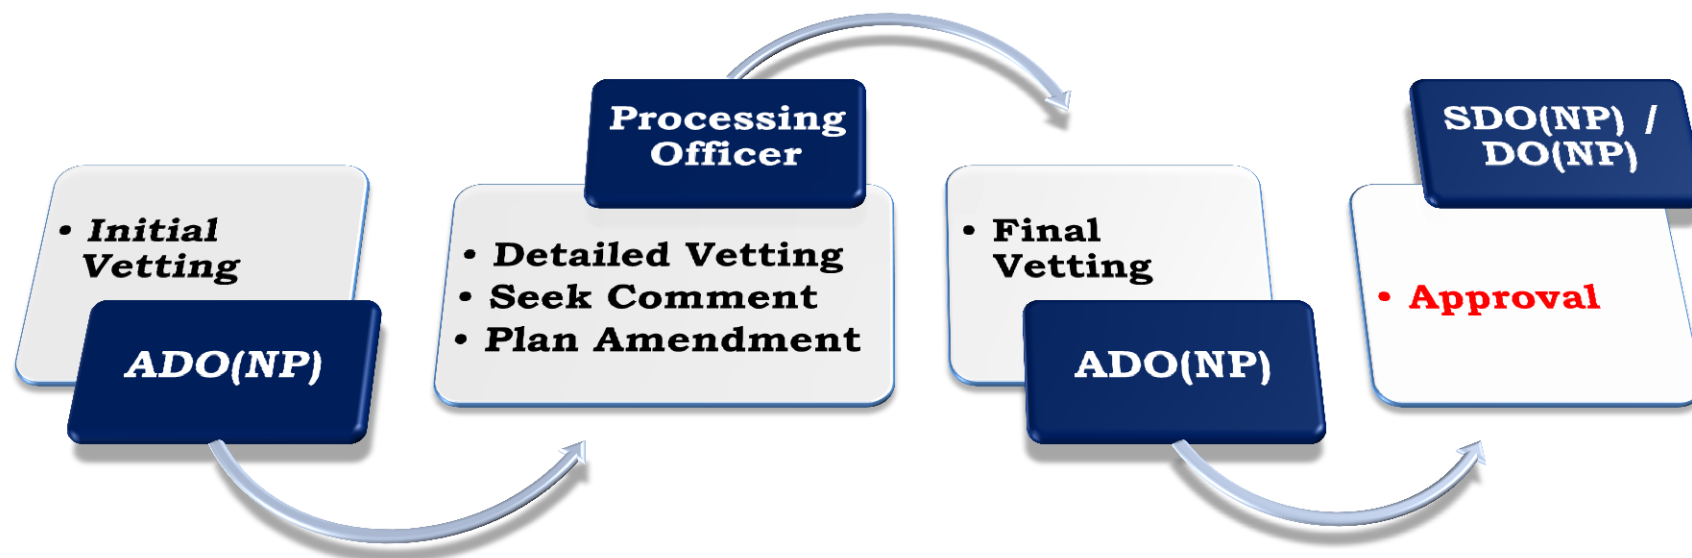 • Initial
Vetting
ADO(NP)
Processing
Officer
• Detailed Vetting
• Seek Comment
• Plan Amendment
• Final
Vetting
ADO(NP)
SDO(NP) /
DO(NP)
• Approval